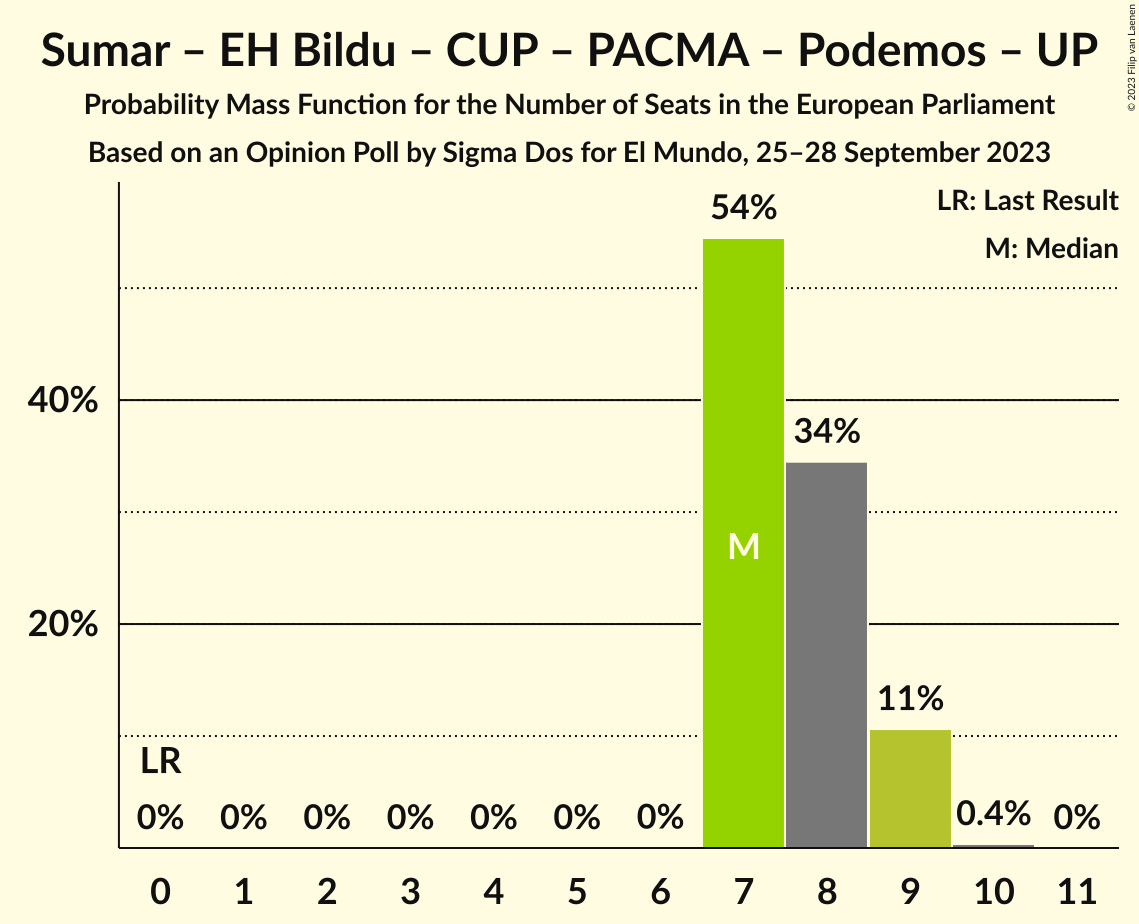 Sumar – EH Bildu – CUP – PACMA – Podemos – UP
Probability Mass Function for the Number of Seats in the European Parliament
Based on an Opinion Poll by Sigma Dos for El Mundo, 25–28 September 2023
© 2023 Filip van Laenen
LR: Last Result
M: Median
54%
40%
34%
M
20%
11%
LR
0% 0% 0% 0% 0% 0% 0% 0.4% 0%
0 1 2 3 4 5 6 7 8 9 10 11